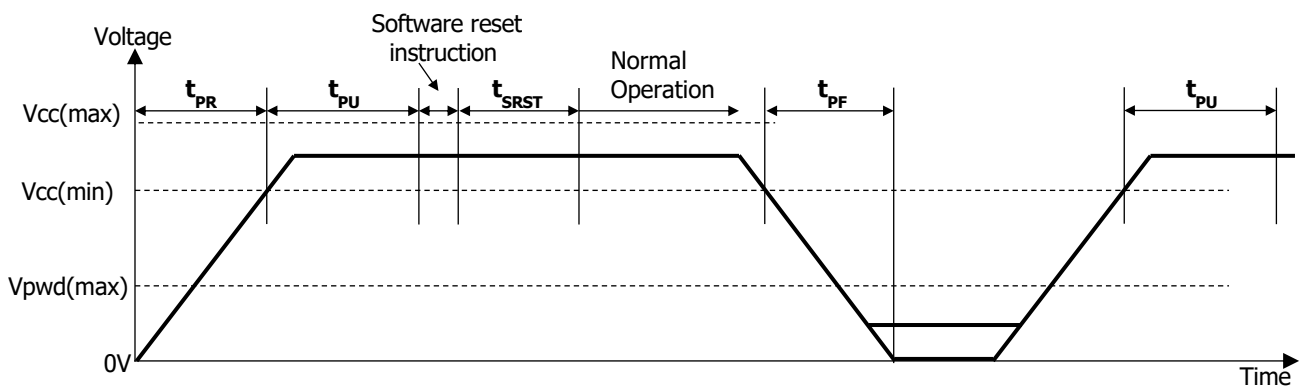 Software reset
instruction
Voltage
Normal
Operation
tPR
tPU
tSRST
tPF
tPU
Vcc(max)
Vcc(min)
Vpwd(max)
0V
Time